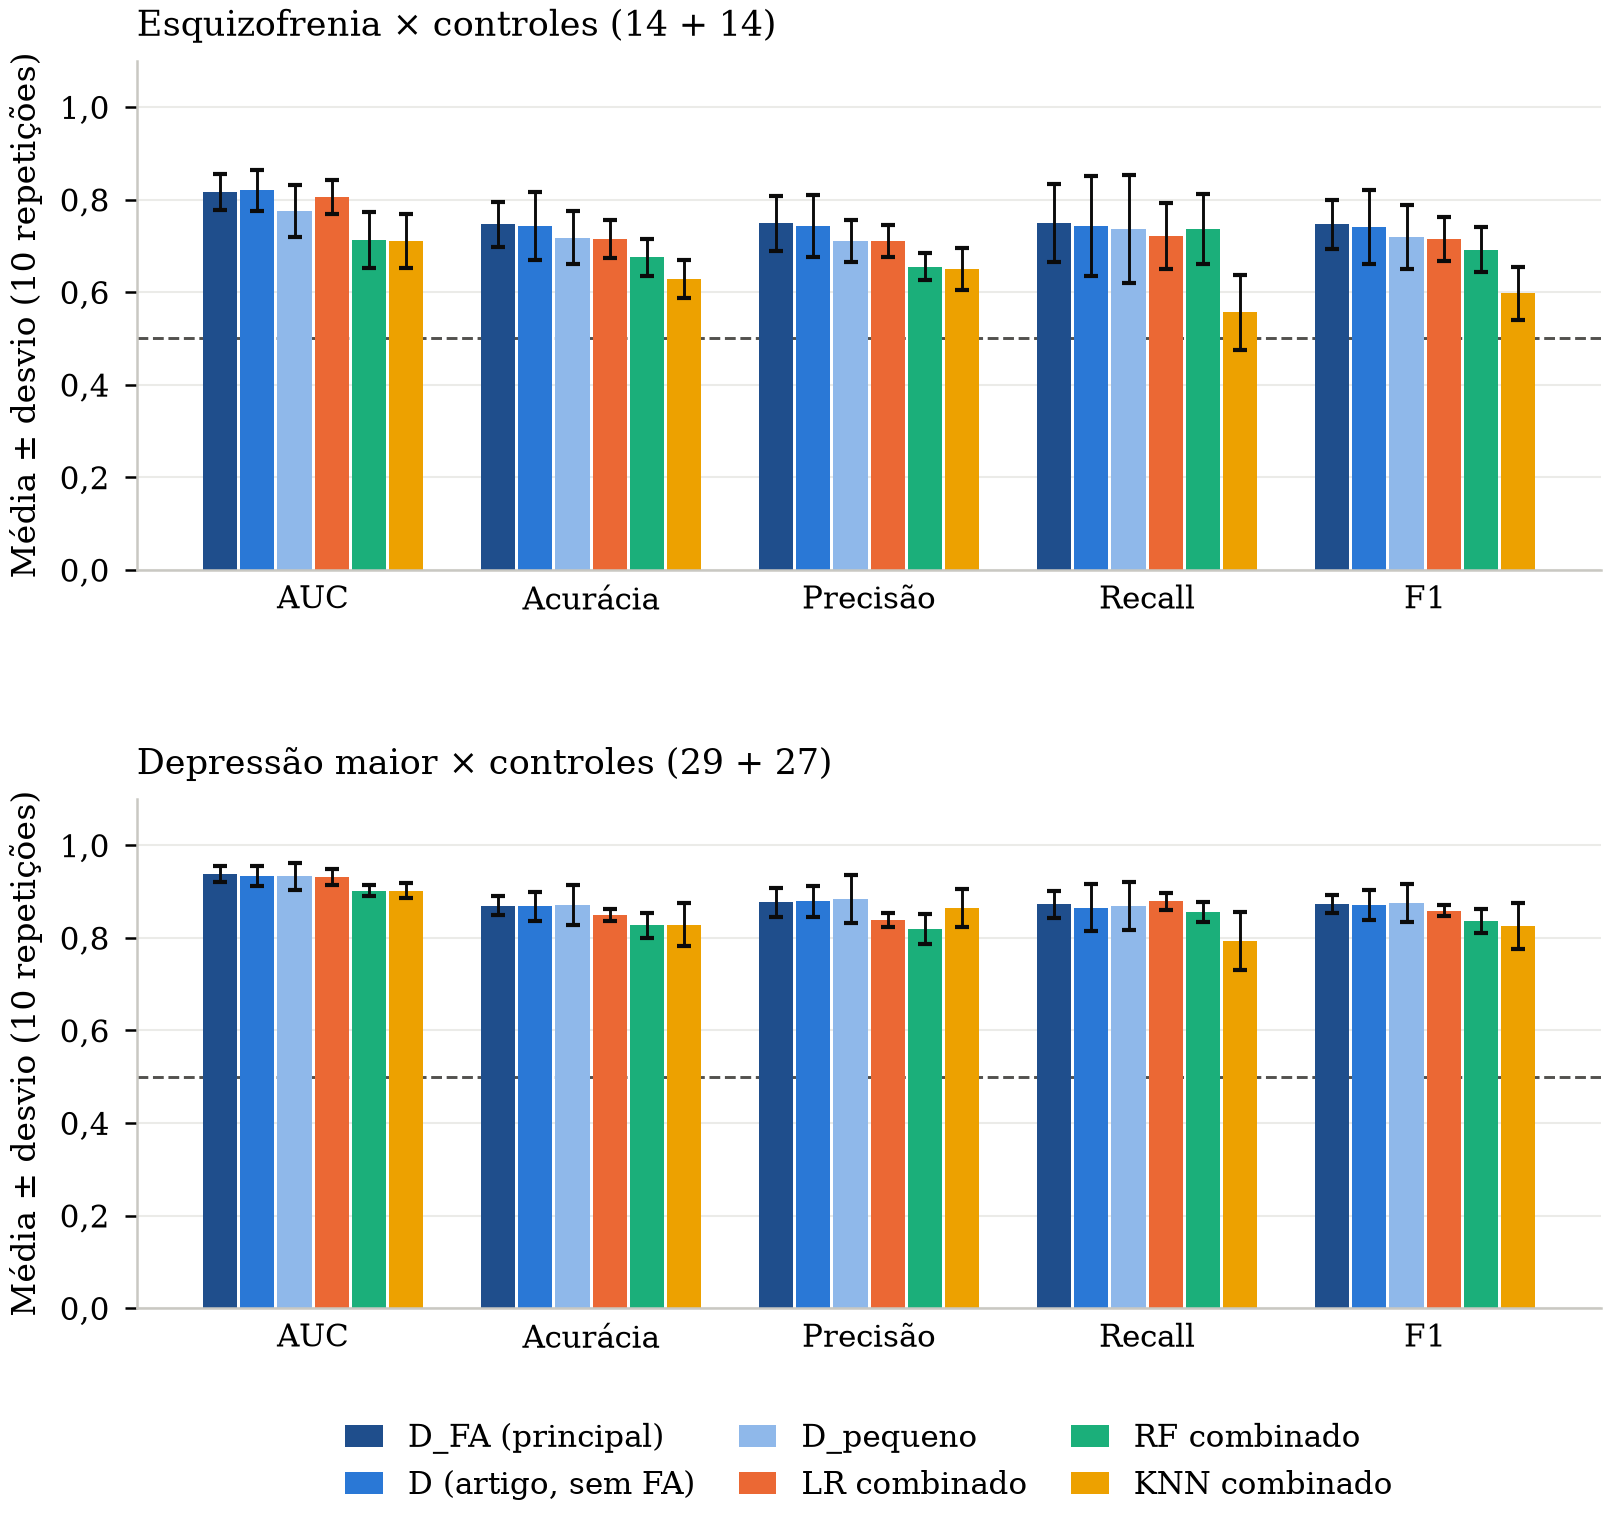 Esquizofrenia × controles (14 + 14)
Média ± desvio (10 repetições)
1,0
0,8
0,6
0,4
0,2
0,0
AUC Acurácia Precisão Recall F1
Depressão maior × controles (29 + 27)
Média ± desvio (10 repetições)
1,0
0,8
0,6
0,4
0,2
0,0
AUC Acurácia Precisão Recall F1
D_FA (principal) D_pequeno RF combinado
D (artigo, sem FA) LR combinado KNN combinado